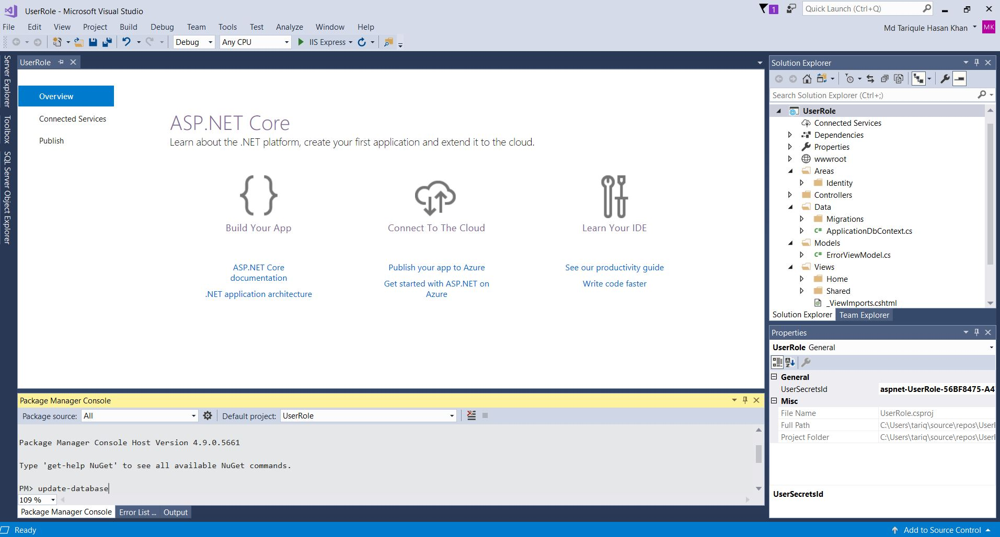 UserRole - Microsoft Visual Studio
1
Quick Launch (Ctrl+Q)
File Edit View Project Build Debug Team Tools Test Analyze Window Help
Md Tariqule Hasan Khan
MK
Debug
Any CPU
IIS Express
Server Explorer
Toolbox
SQL Server Object Explorer
UserRole
Overview
Connected Services
Publish
ASP.NET Core
Learn about the .NET platform, create your first application and extend it to the cloud.
Build Your App
ASP.NET Core
documentation
.NET application architecture
Connect To The Cloud
Publish your app to Azure
Get started with ASP.NET on
Azure
Learn Your IDE
See our productivity guide
Write code faster
Package Manager Console
Package source: All
Default project: UserRole
Package Manager Console Host Version 4.9.0.5661
Type 'get-help NuGet' to see all available NuGet commands.
PM> update-database
109 %
Package Manager Console Error List ... Output
Solution Explorer
Search Solution Explorer (Ctrl+;)
UserRole
Connected Services
Dependencies
Properties
wwwroot
Areas
Identity
Controllers
Data
Migrations
C# ApplicationDbContext.cs
Models
C# ErrorViewModel.cs
Views
Home
Shared
_ViewImports.cshtml
Solution Explorer Team Explorer
Properties
UserRole General
General
UserSecretsId aspnet-UserRole-56BF8475-A4
Misc
File Name UserRole.csproj
Full Path C:\Users\tariq\source\repos\UserI
Project Folder C:\Users\tariq\source\repos\UserI
UserSecretsId
Ready
Add to Source Control